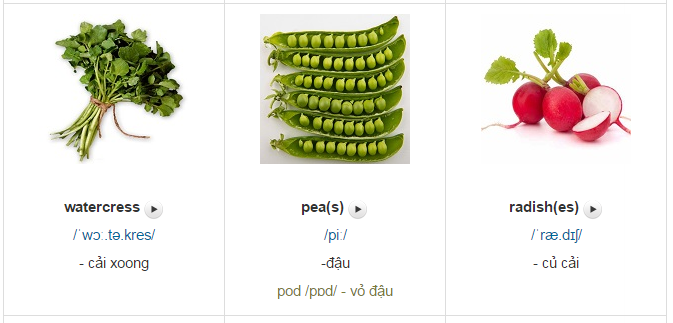 watercress
/ˈwɔː.tə.kres/
- cải xoong
pea(s)
/piː/
-đậu
pod /pɒd/ - vỏ đậu
radish(es)
/ˈræ.dɪʃ/
- củ cải